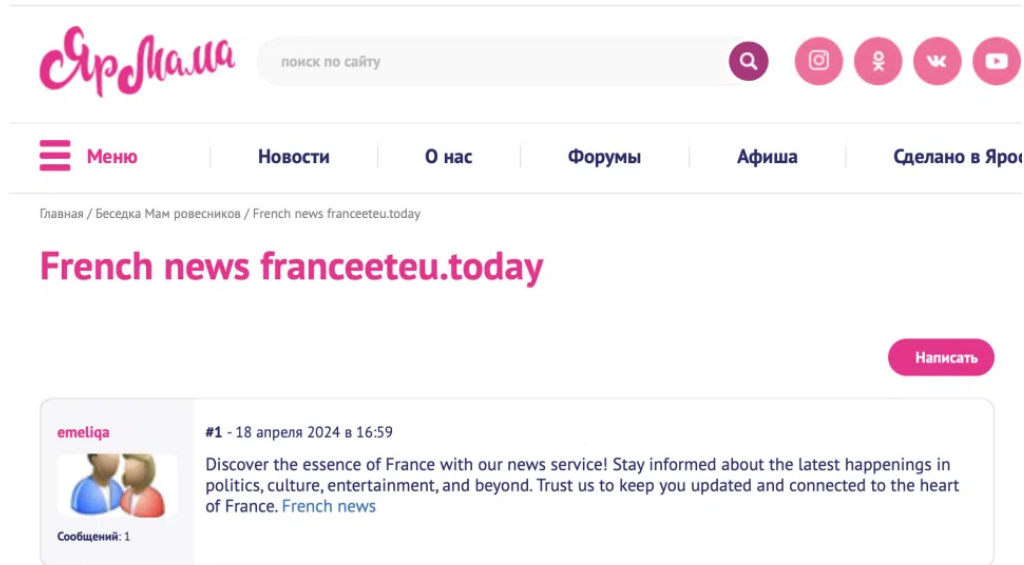 ЯрМама
поиск по сайту
Меню
Новости
О нас
Форумы
Афиша
Сделано в
Главная / Беседка Мам ровесников / French news franceeteu.today
French news franceeteu.today
Написать
emeliqa
#1 - 18 апреля 2024 в 16:59
Discover the essence of France with our news service! Stay informed about the latest happenings in
politics, culture, entertainment, and beyond. Trust us to keep you updated and connected to the heart
of France. French news
Сообщений: 1